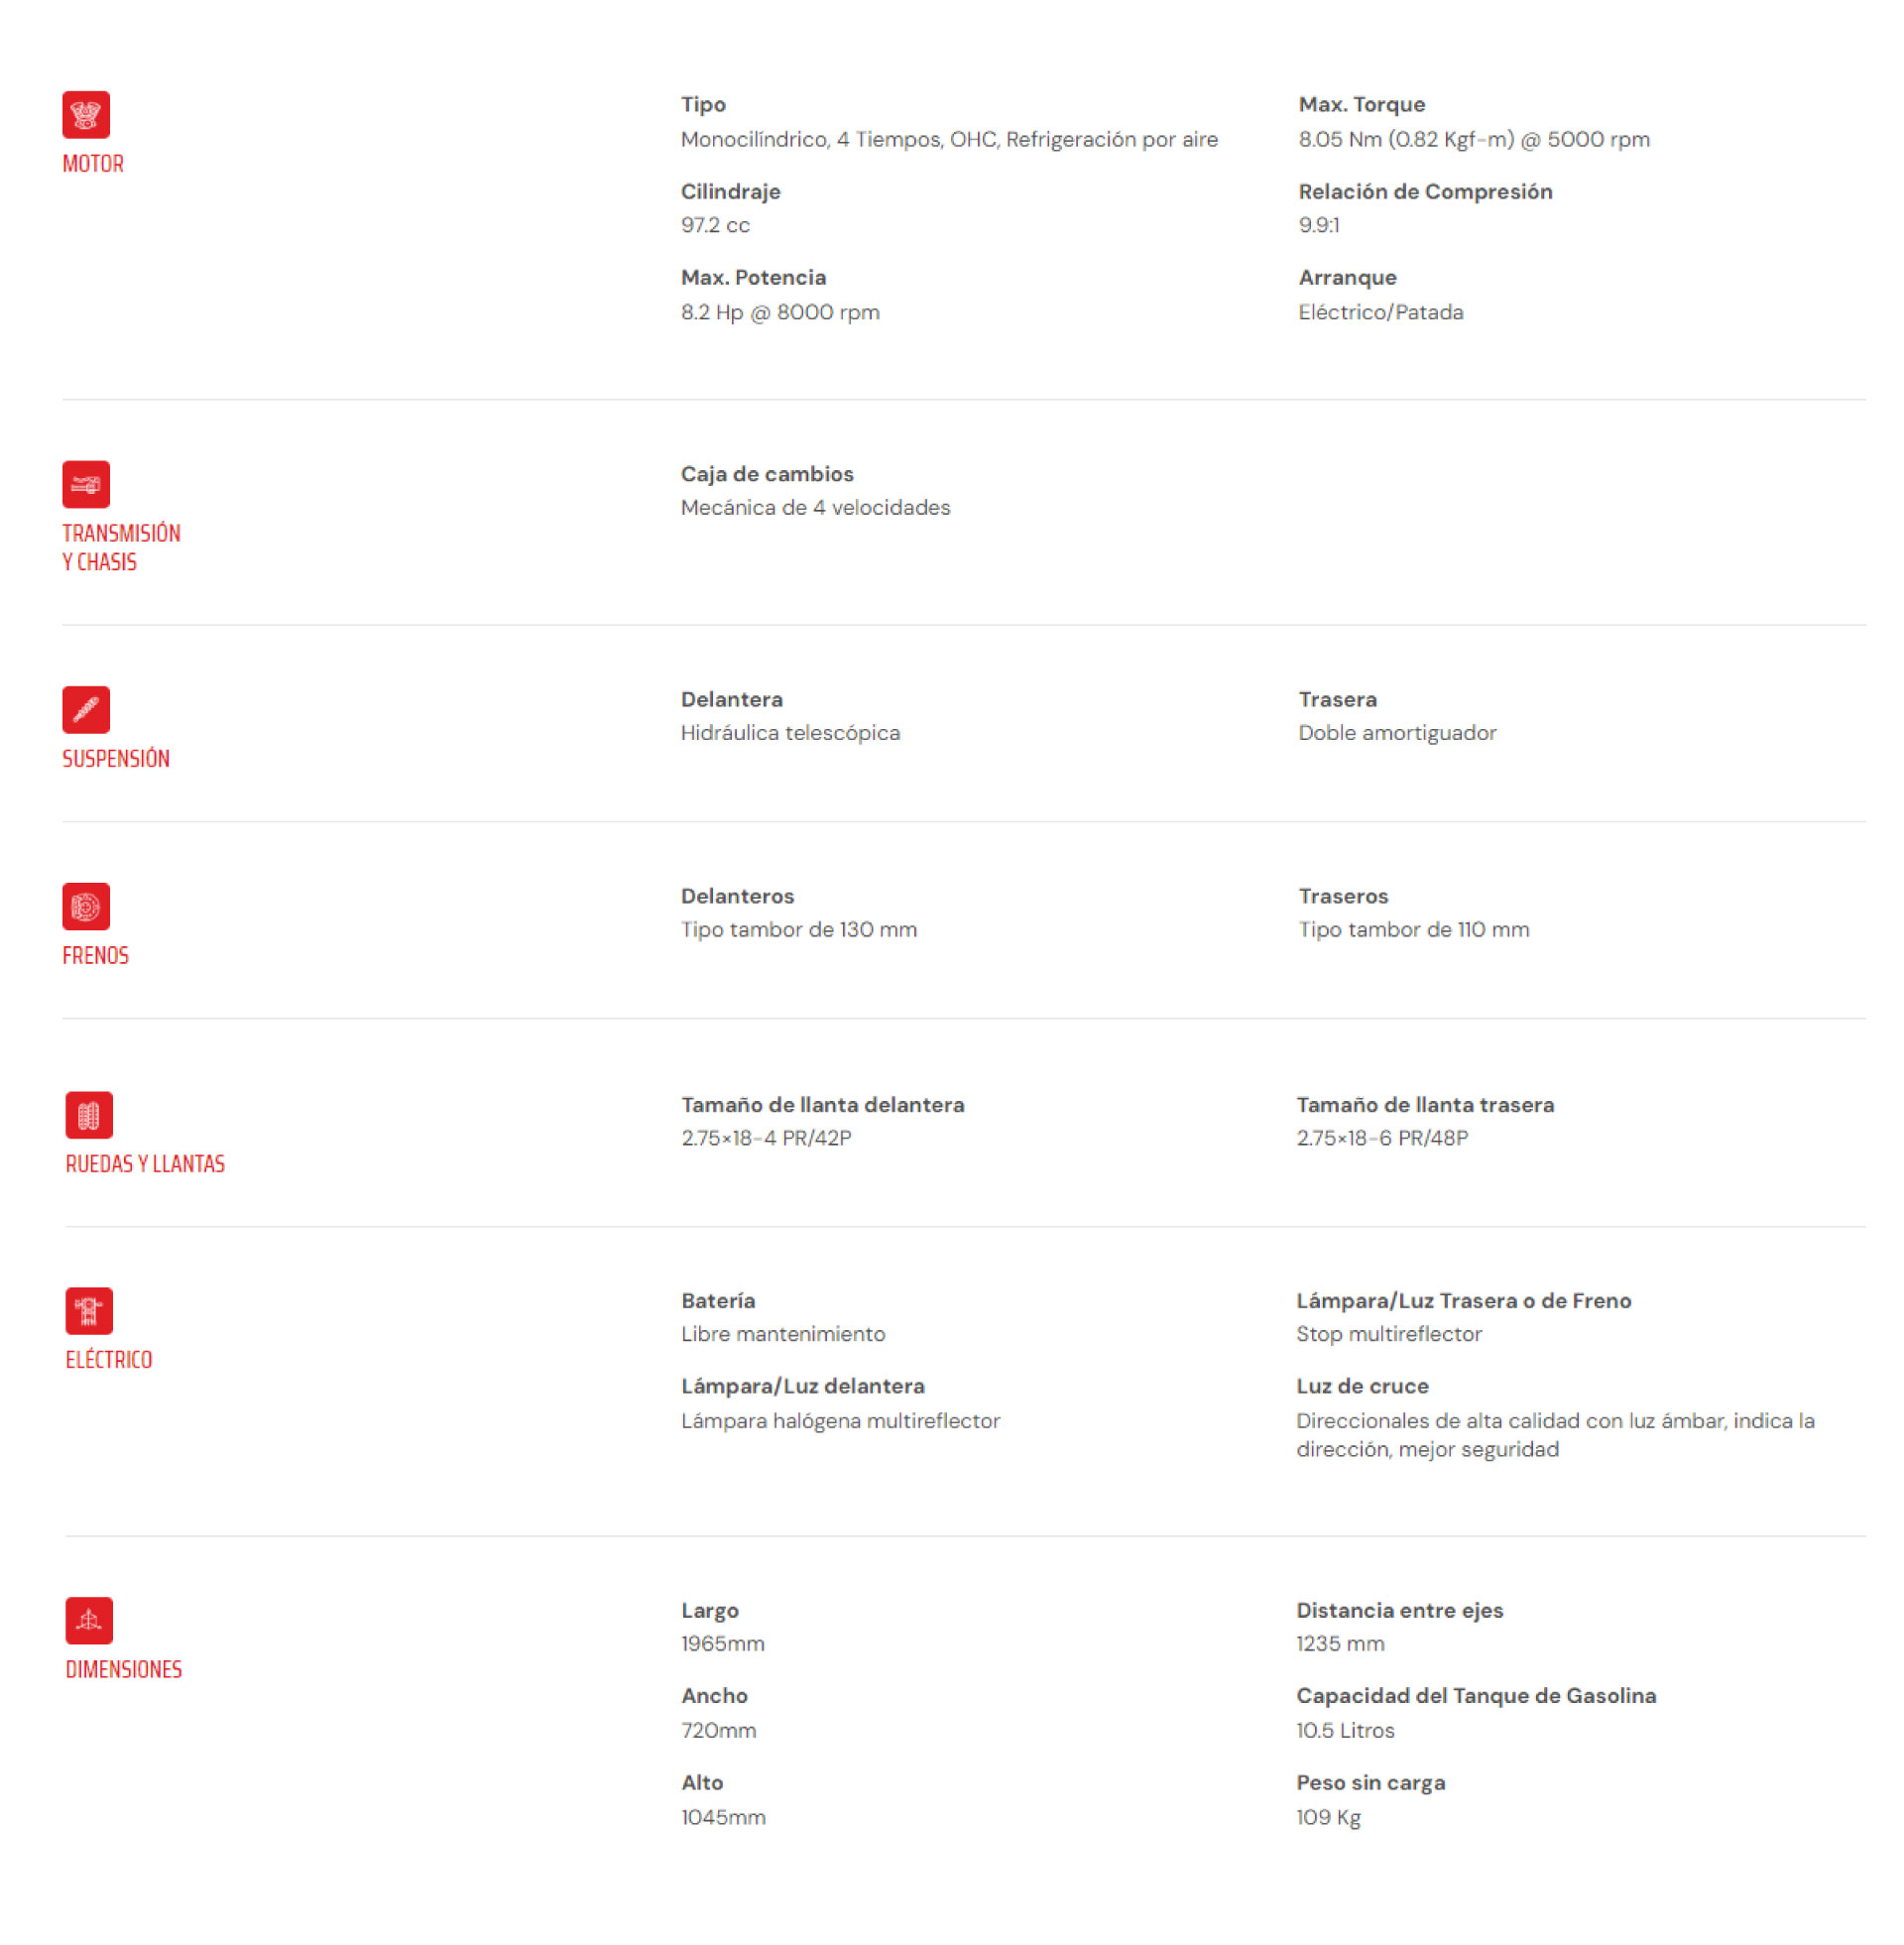 MOTOR
Tipo
Monocilíndrico, 4 Tiempos, OHC, Refrigeración por aire
Cilindraje
97.2 cc
Max. Potencia
8.2 Hp @ 8000 rpm
Max. Torque
8.05 Nm (0.82 Kgf-m) @ 5000 rpm
Relación de Compresión
9.9:1
Arranque
Eléctrico/Patada
TRANSMISIÓN
Y CHASIS
Caja de cambios
Mecánica de 4 velocidades
SUSPENSIÓN
Delantera
Hidráulica telescópica
Trasera
Doble amortiguador
FRENOS
Delanteros
Tipo tambor de 130 mm
Traseros
Tipo tambor de 110 mm
RUEDAS Y LLANTAS
Tamaño de llanta delantera
2.75×18-4 PR/42P
Tamaño de llanta trasera
2.75×18-6 PR/48P
ELÉCTRICO
Batería
Libre mantenimiento
Lámpara/Luz delantera
Lámpara halógena multireflector
Lámpara/Luz Trasera o de Freno
Stop multireflector
Luz de cruce
Direccionales de alta calidad con luz ámbar, indica la
dirección, mejor seguridad
DIMENSIONES
Largo
1965mm
Ancho
720mm
Alto
1045mm
Distancia entre ejes
1235 mm
Capacidad del Tanque de Gasolina
10.5 Litros
Peso sin carga
109 Kg